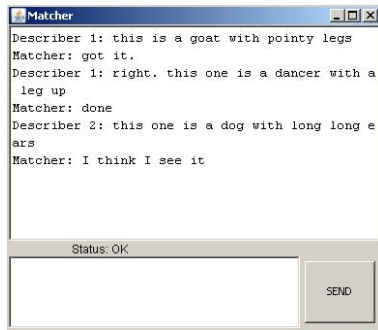 Matcher
Describer 1: this is a goat with pointy legs
Matcher: got it.
Describer 1: right. this one is a dancer with a
leg up
Matcher: done
Describer 2: this one is a dog with long long e
ars
Matcher: I think I see it
Status: OK
SEND